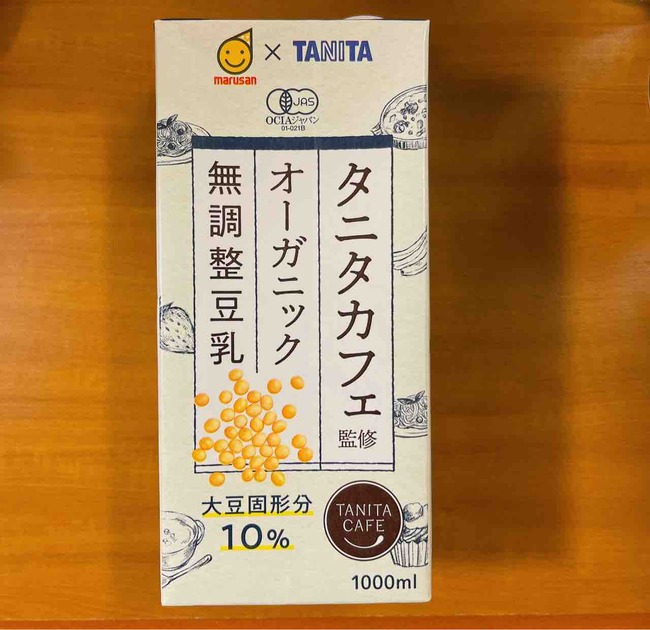 marusan × TANITA
JAS
OCIAジャパン
01-021B
タニタカフェ監修
オーガニック
無調整豆乳
大豆固形分
10%
TANITA
CAFE
1000ml